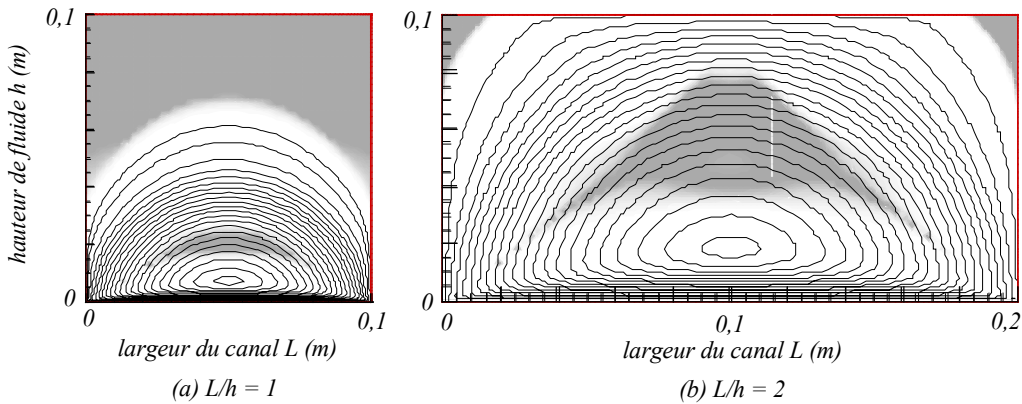 hauteur de fluide h (m)
0,1
0
0
0,1
largeur du canal L (m)
(a) L/h = 1
0,1
0
0
0,1
0,2
largeur du canal L (m)
(b) L/h = 2